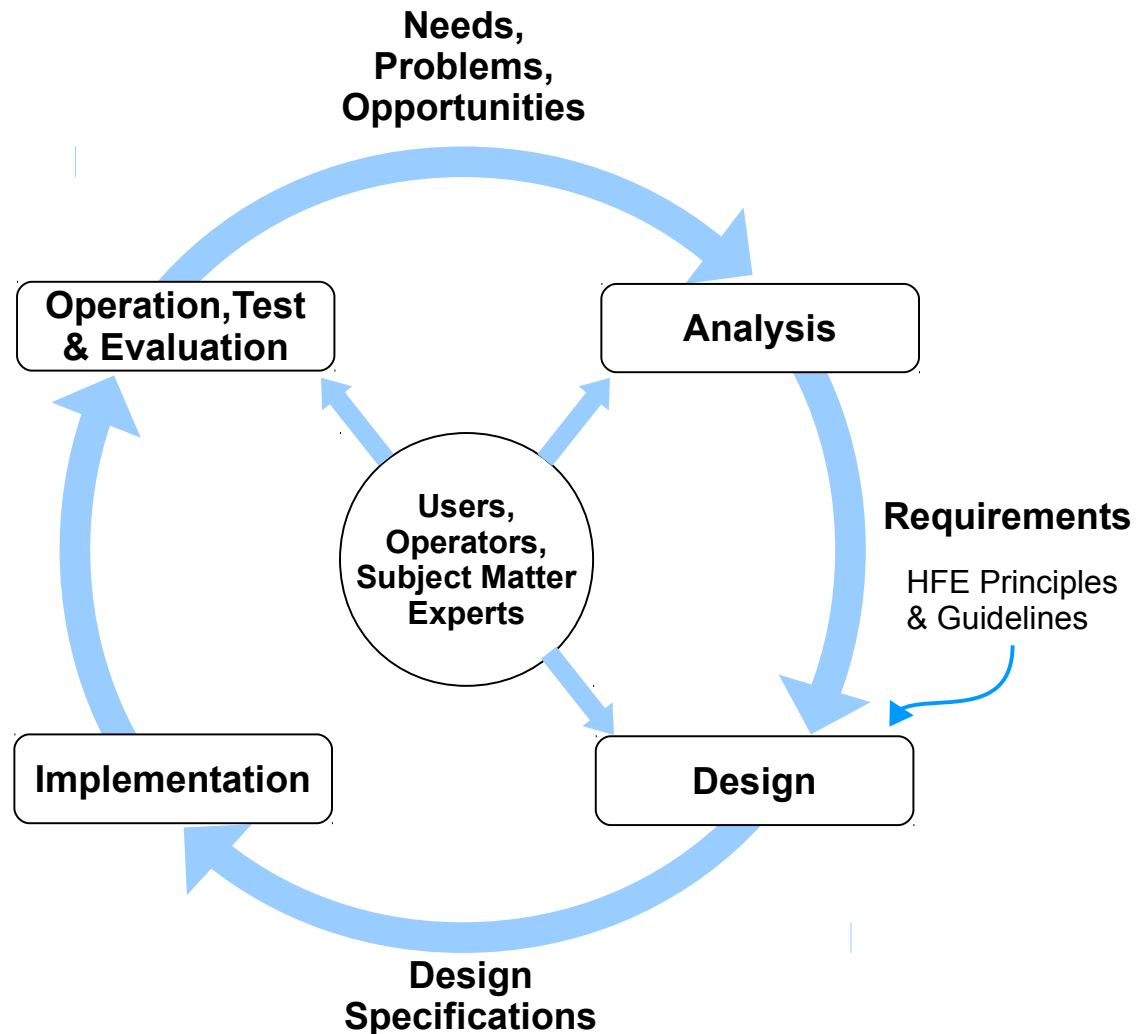 Needs,
Problems,
Opportunities
Operation,Test
& Evaluation
Analysis
Users,
Operators,
Subject Matter
Experts
Requirements
HFE Principles
& Guidelines
Implementation
Design
Design
Specifications